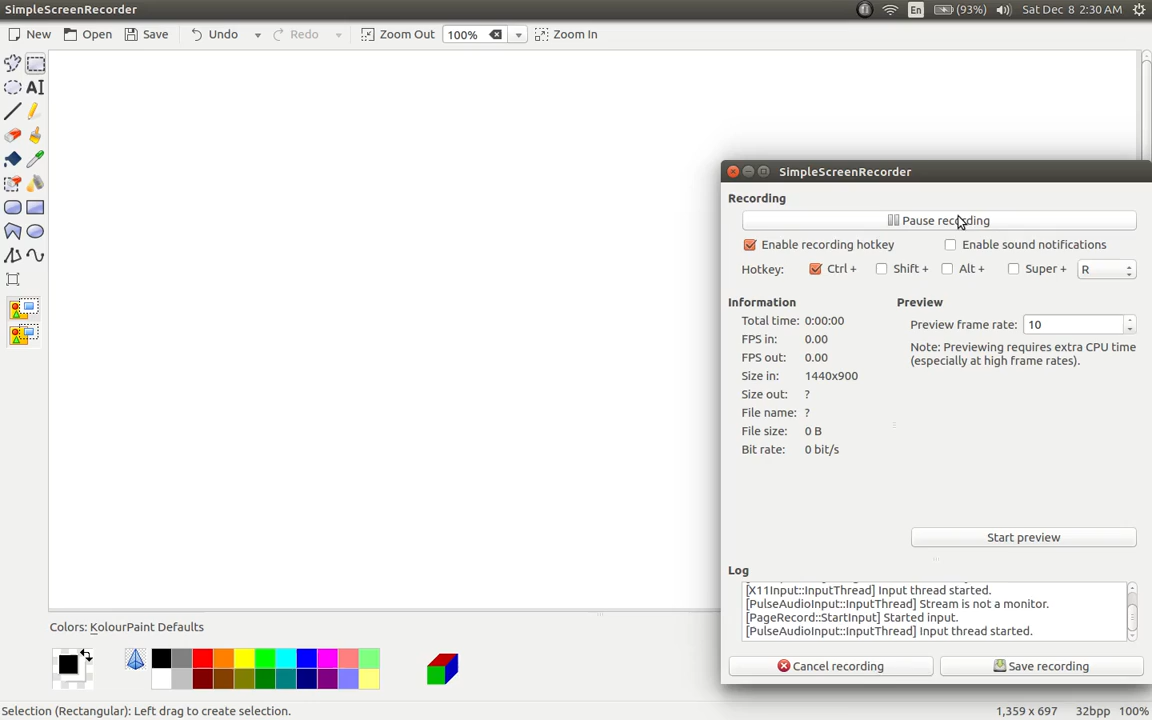 SimpleScreenRecorder
En (93%) Sat Dec 8 2:30 AM
New Open Save Undo Redo Zoom Out 100% Zoom In
SimpleScreenRecorder
Recording
Pause recording
Enable recording hotkey Enable sound notifications
Hotkey: Ctrl + Shift + Alt + Super + R
Information
Total time: 0:00:00
FPS in: 0.00
FPS out: 0.00
Size in: 1440x900
Size out: ?
File name: ?
File size: 0 B
Bit rate: 0 bit/s
Preview
Preview frame rate: 10
Note: Previewing requires extra CPU time
(especially at high frame rates).
Start preview
Log
[X11Input::InputThread] Input thread started.
[PulseAudioInput::InputThread] Stream is not a monitor.
[PageRecord::StartInput] Started input.
[PulseAudioInput::InputThread] Input thread started.
Cancel recording Save recording
Colors: KolourPaint Defaults
Selection (Rectangular): Left drag to create selection. 1,359 x 697 32bpp 100%